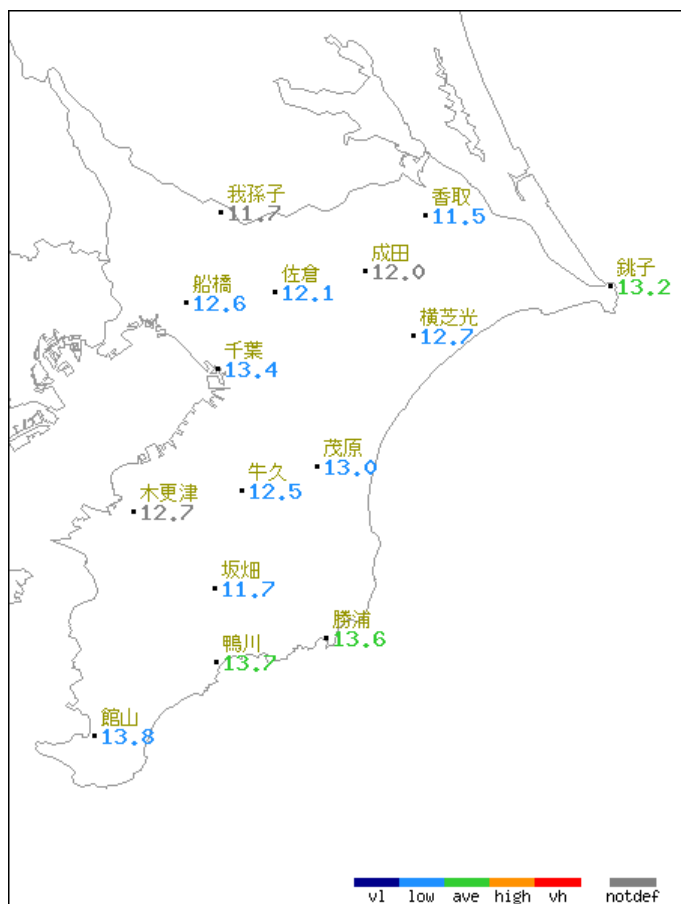 我孫子
11.7
香取
11.5
成田
12.0
銚子
13.2
佐倉
12.1
船橋
12.6
横芝光
12.7
千葉
13.4
茂原
13.0
牛久
12.5
木更津
12.7
坂畑
11.7
勝浦
13.6
鴨川
13.7
館山
13.8
vl low ave high vh notdef